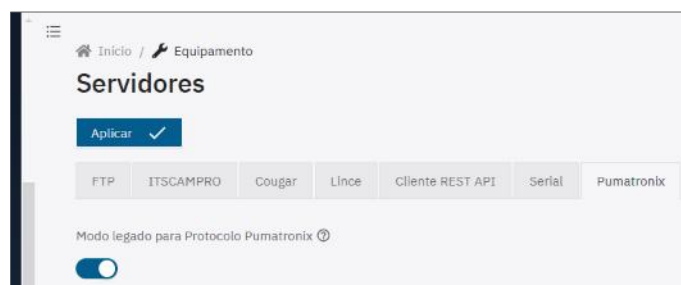 Início / Equipamento
Servidores
Aplicar
FTP ITSCAMPRO Cougar Lince Cliente REST API Serial Pumatronix
Modo legado para Protocolo Pumatronix